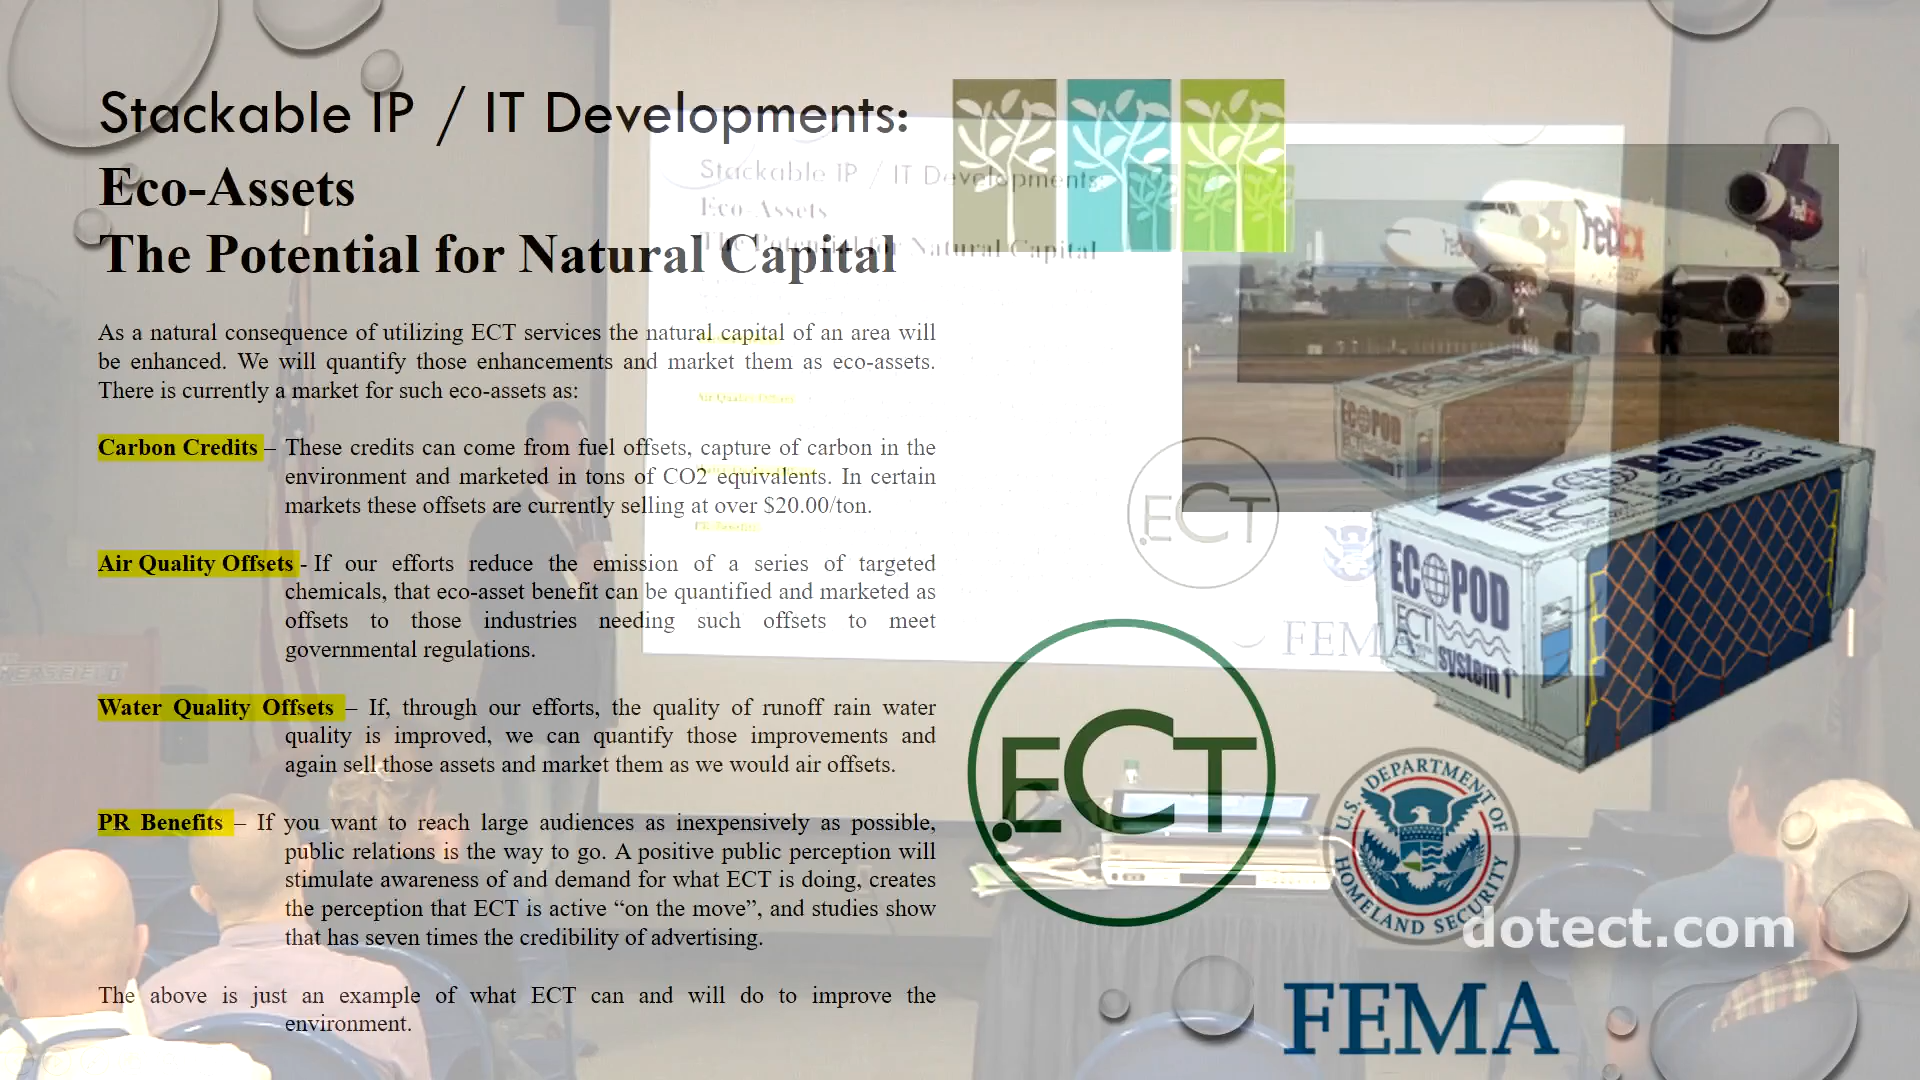 Stackable IP / IT Developments:
Eco-Assets
The Potential for Natural Capital
As a natural consequence of utilizing ECT services the natural capital of an area will
be enhanced. We will quantify those enhancements and market them as eco-assets.
There is currently a market for such eco-assets as:
Carbon Credits – These credits can come from fuel offsets, capture of carbon in the
environment and marketed in tons of CO2 equivalents. In certain
markets these offsets are currently selling at over $20.00/ton.
Air Quality Offsets - If our efforts reduce the emission of a series of targeted
chemicals, that eco-asset benefit can be quantified and marketed as
offsets to those industries needing such offsets to meet
governmental regulations.
Water Quality Offsets – If, through our efforts, the quality of runoff rain water
quality is improved, we can quantify those improvements and
again sell those assets and market them as we would air offsets.
PR Benefits – If you want to reach large audiences as inexpensively as possible,
public relations is the way to go. A positive public perception will
stimulate awareness of and demand for what ECT is doing, creates
the perception that ECT is active “on the move”, and studies show
that has seven times the credibility of advertising.
The above is just an example of what ECT can and will do to improve the
environment.
Stackable IP / IT Developments:
Eco-Assets
The Potential for Natural Capital
Air Quality Offsets
PR Benefits
FedEx
FedEx
.ECT
FEMA
ECOPOD
ECOPOD
system 1
ECOPOD
ECT
system 1
.ECT
U.S. DEPARTMENT OF
HOMELAND SECURITY
dotect.com
FEMA